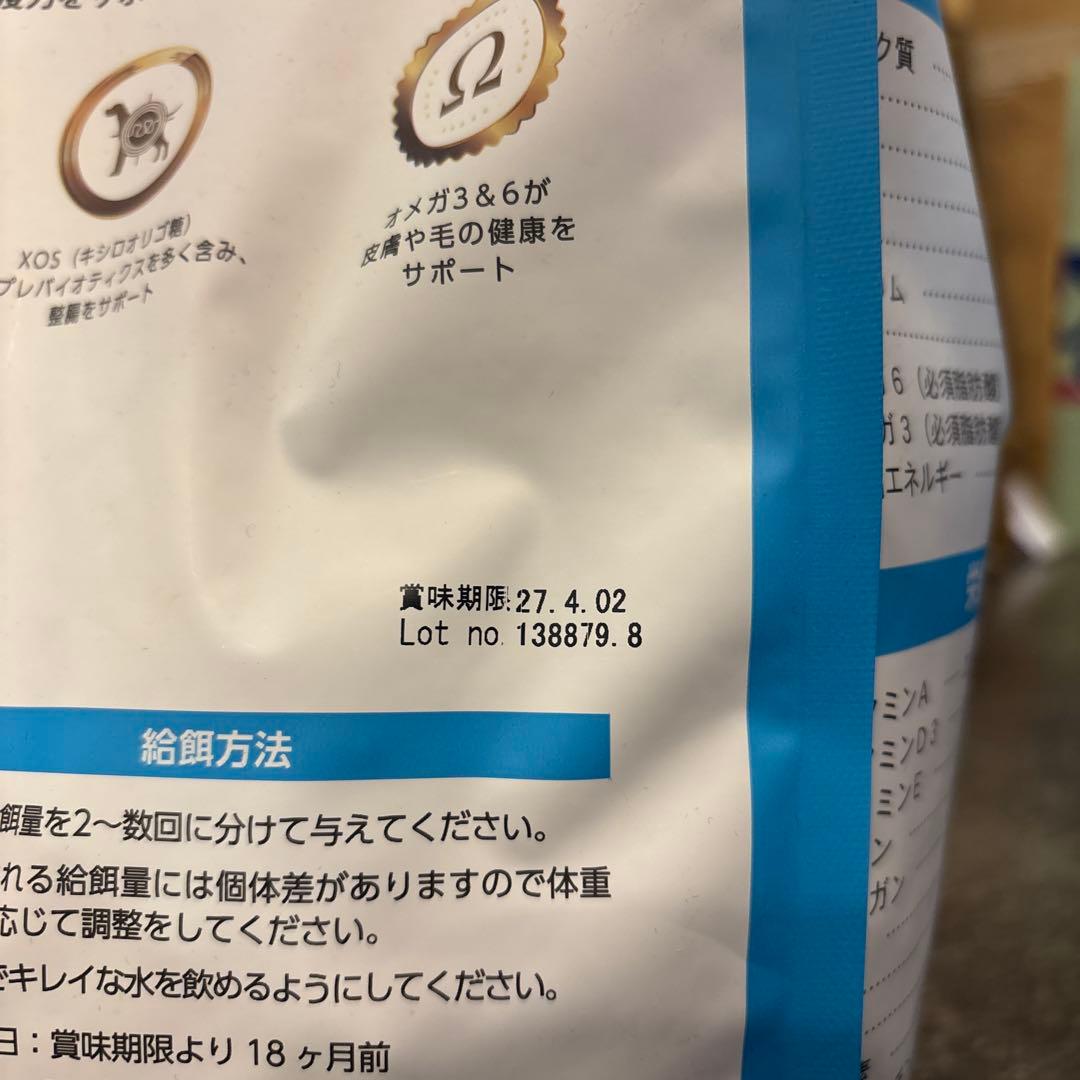 Ω
オメガ3＆6が
皮膚や毛の健康を
サポート
XOS（キシロオリゴ糖）
プレバイオティクスを多く含み、
整腸をサポート
賞味期限 27.4.02
Lot no. 138879.8
給餌方法
餌量を2〜数回に分けて与えてください。
れる給餌量には個体差がありますので体重
応じて調整をしてください。
でキレイな水を飲めるようにしてください。
日：賞味期限より18ヶ月前
ク質
ム
6（必須脂肪酸）
ガ3（必須脂肪酸
エネルギー
ミンA
ミンD3
ミンE
ン
ガン